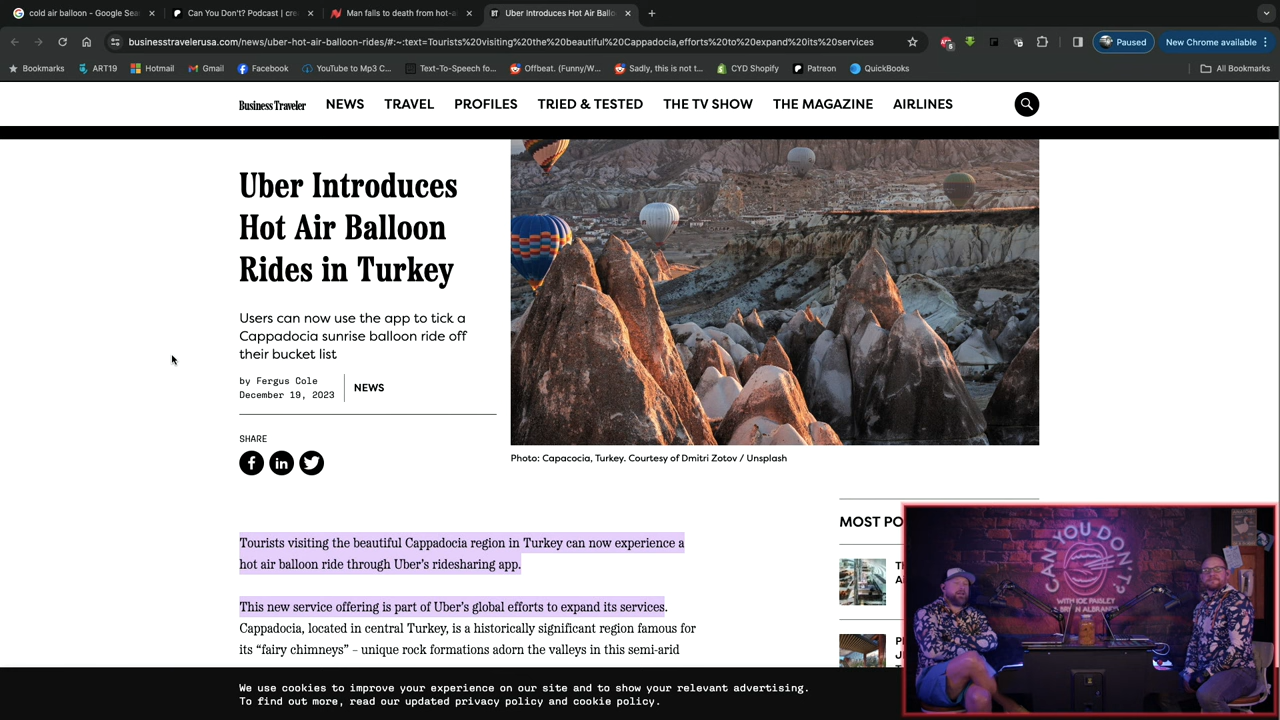 cold air balloon - Google Sea
Can You Don't? Podcast | cre
Man falls to death from hot-a
Uber Introduces Hot Air Ballo
businesstravelerusa.com/news/uber-hot-air-balloon-rides/#:~:text=Tourists%20visiting%20the%20beautiful%20Cappadocia,efforts%20to%20expand%20its%20services
Paused
New Chrome available
Bookmarks
ART19
Hotmail
Gmail
Facebook
YouTube to Mp3 C...
Text-To-Speech fo...
Offbeat. (Funny/W...
Sadly, this is not t...
CYD Shopify
Patreon
QuickBooks
All Bookmarks
Business Traveler
NEWS
TRAVEL
PROFILES
TRIED & TESTED
THE TV SHOW
THE MAGAZINE
AIRLINES
Uber Introduces
Hot Air Balloon
Rides in Turkey
Users can now use the app to tick a
Cappadocia sunrise balloon ride off
their bucket list
by Fergus Cole
December 19, 2023
NEWS
SHARE
Photo: Capacocia, Turkey. Courtesy of Dmitri Zotov / Unsplash
Tourists visiting the beautiful Cappadocia region in Turkey can now experience a
hot air balloon ride through Uber's ridesharing app.
This new service offering is part of Uber's global efforts to expand its services.
Cappadocia, located in central Turkey, is a historically significant region famous for
its "fairy chimneys" – unique rock formations adorn the valleys in this semi-arid
MOST PO
We use cookies to improve your experience on our site and to show your relevant advertising.
To find out more, read our updated privacy policy and cookie policy.
CAN YOU DON'T?
WITH JOE PAISLEY
& BRYAN ALBRAND